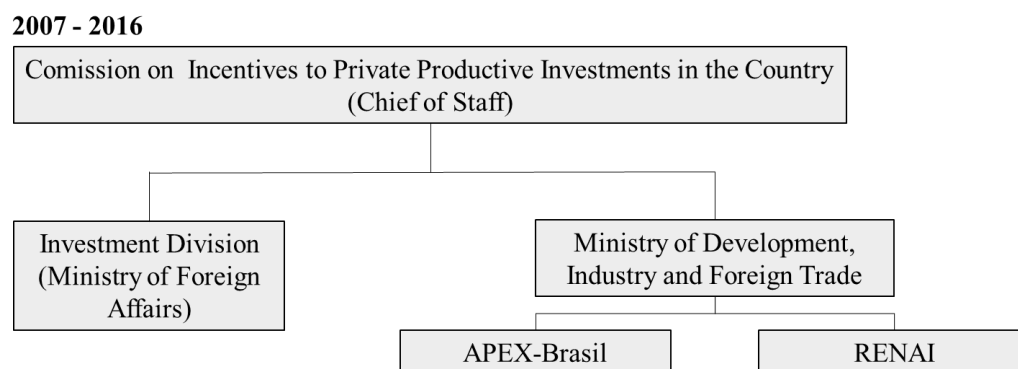 2007 - 2016
Comission on Incentives to Private Productive Investments in the Country
(Chief of Staff)
Investment Division
(Ministry of Foreign
Affairs)
Ministry of Development,
Industry and Foreign Trade
APEX-Brasil
RENAI